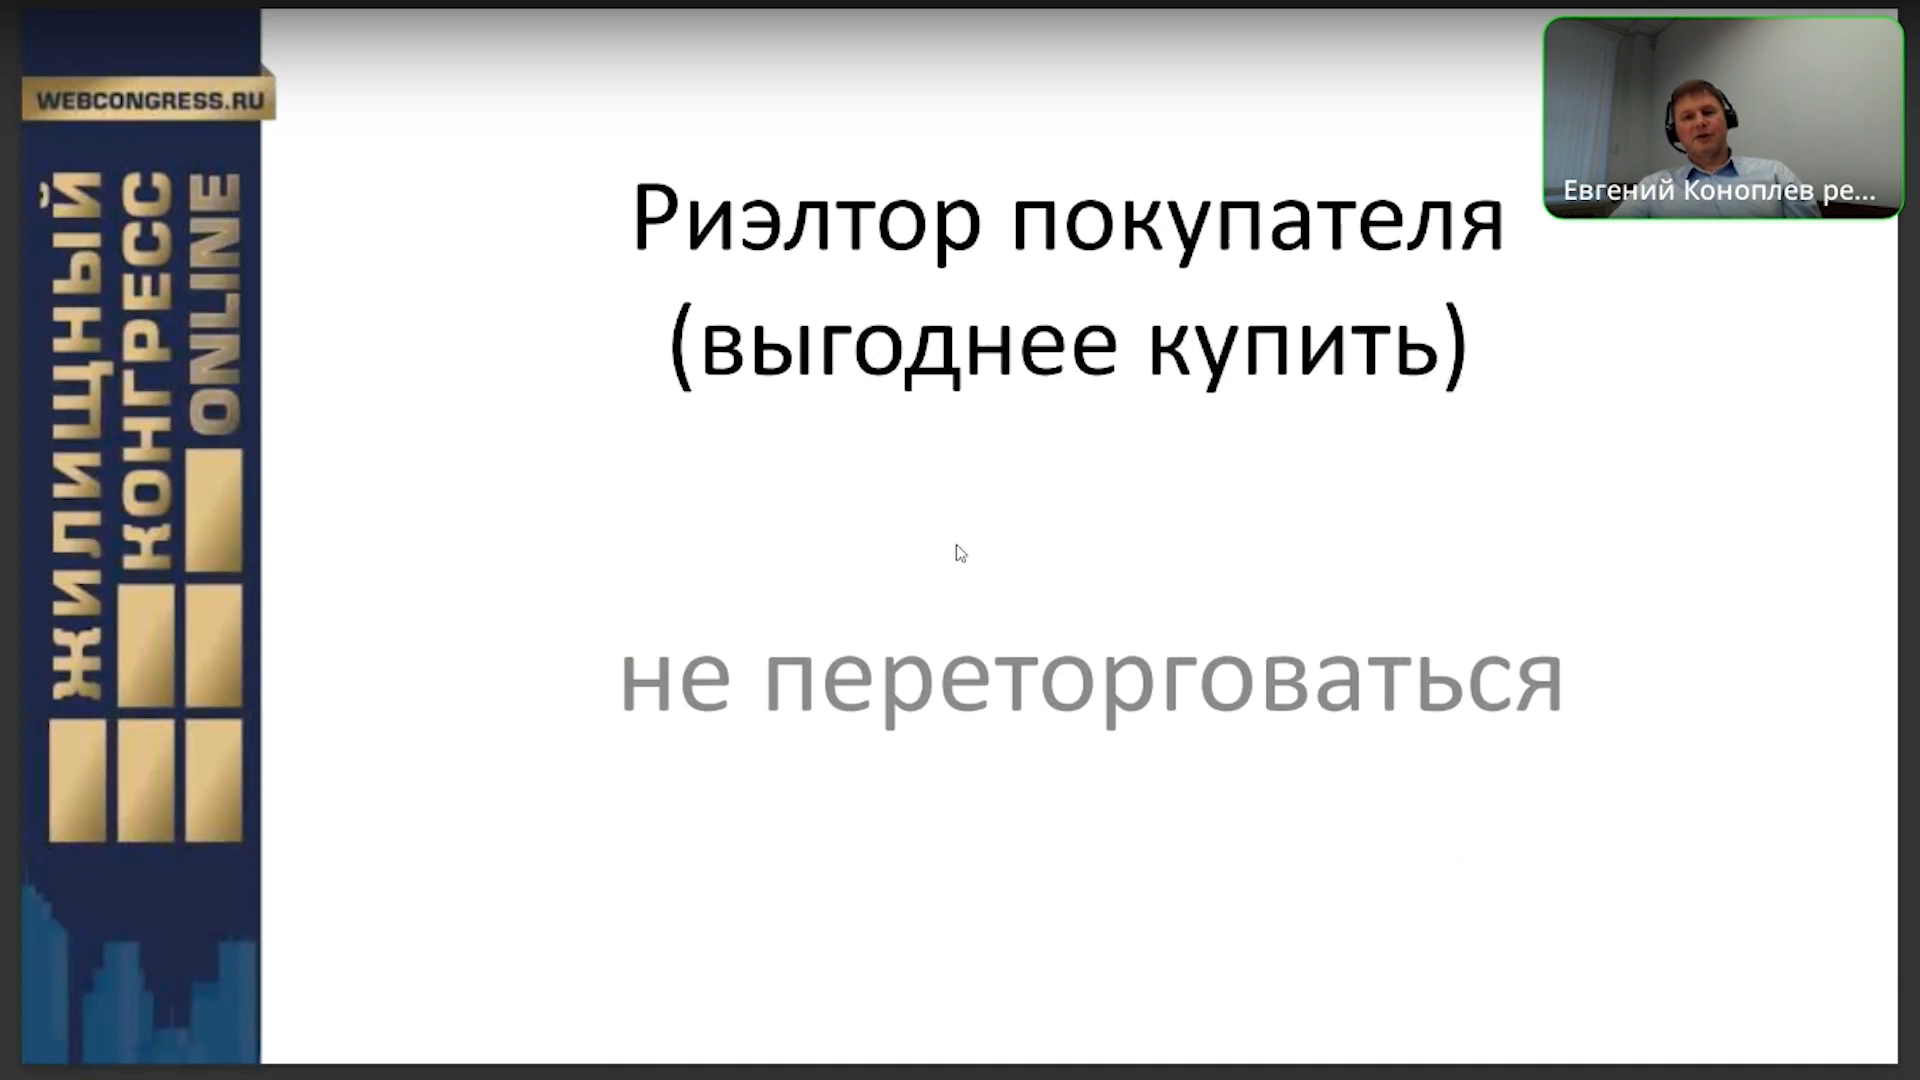 WEBCONGRESS.RU
ЖИЛИЩНЫЙ
КОНГРЕСС
ONLINE
Риэлтор покупателя
(выгоднее купить)
не переторговаться
Евгений Коноплев ре...